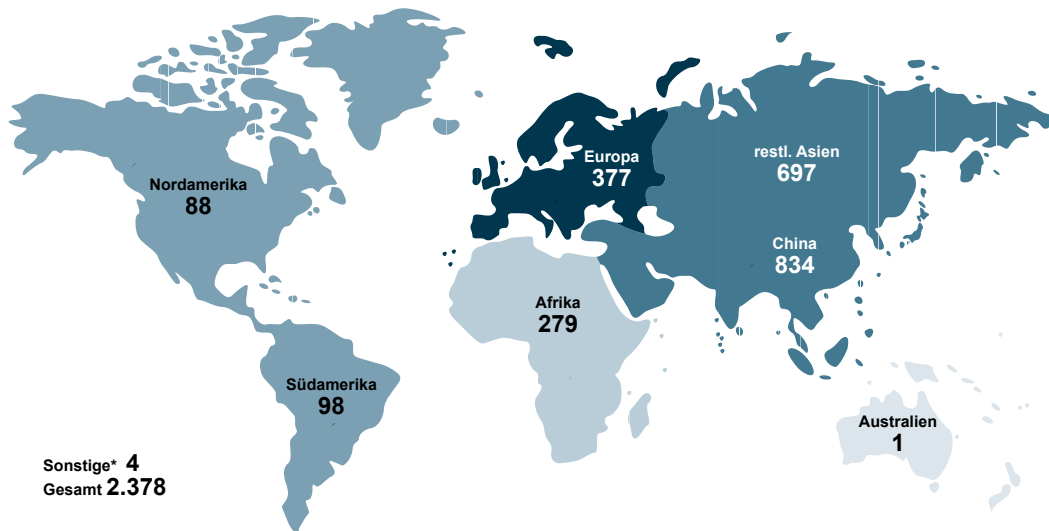 Europa
377
restl. Asien
697
Nordamerika
88
China
834
Afrika
279
Südamerika
98
Australien
1
Sonstige* 4
Gesamt 2.378